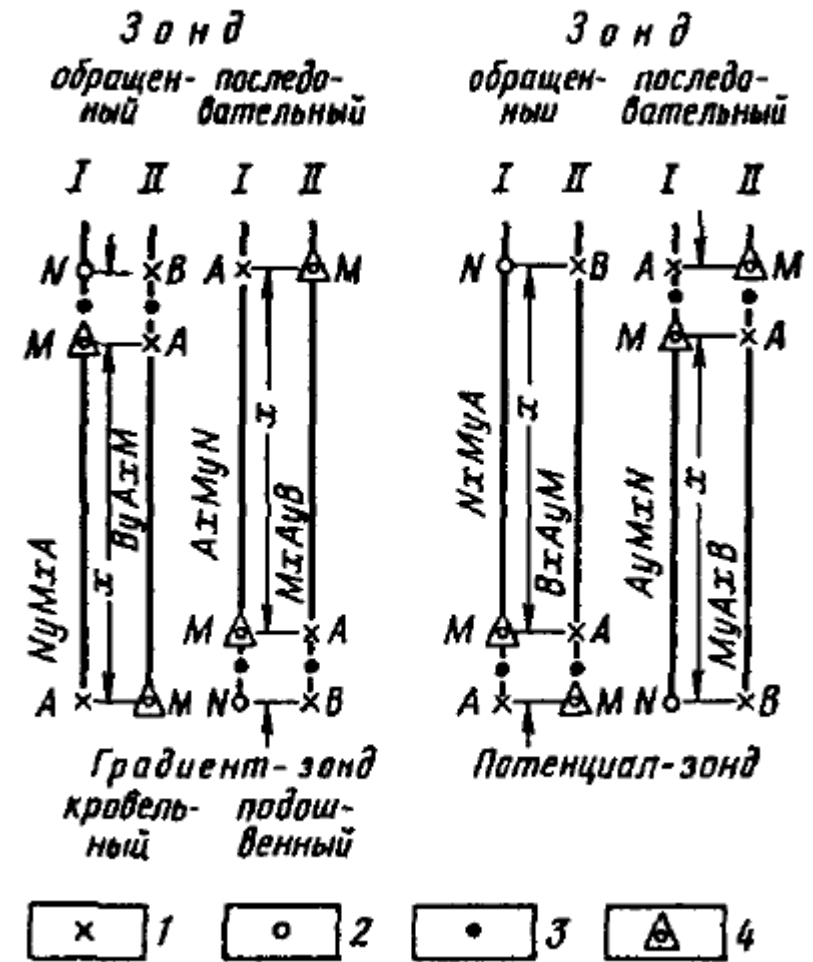 Зонд Зонд
обращен- последо- обращен- последо-
ный вательный ный вательный
I II I II I II I II
N B A M N B A M
M A M A
NyMxA ByAxM x AxMyN x MxAyB NxMyA x BxAyM AyMxN x MyAxB
M A M A
A M N B A M N B
Градиент-зонд Потенциал-зонд
кровель- подош-
ный венный
1 2 3 4